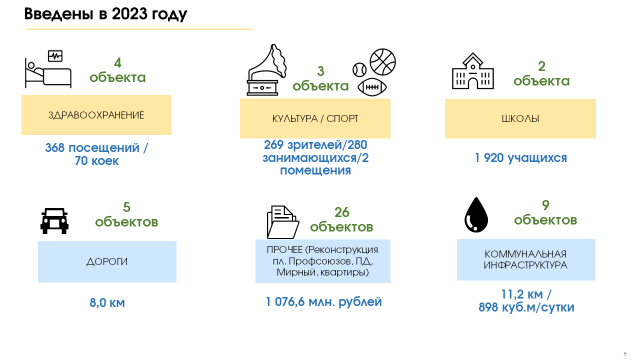 Введены в 2023 году
4
объекта
ЗДРАВООХРАНЕНИЕ
368 посещений /
70 коек
3
объекта
КУЛЬТУРА / СПОРТ
269 зрителей/280
занимающихся/2
помещения
2
объекта
ШКОЛЫ
1 920 учащихся
5
объектов
ДОРОГИ
8,0 км
26
объектов
ПРОЧЕЕ (Реконструкция
пл. Профсоюзов, ПД,
Мирный, квартиры)
1 076,6 млн. рублей
9
объектов
КОММУНАЛЬНАЯ
ИНФРАСТРУКТУРА
11,2 км /
898 куб.м/сутки